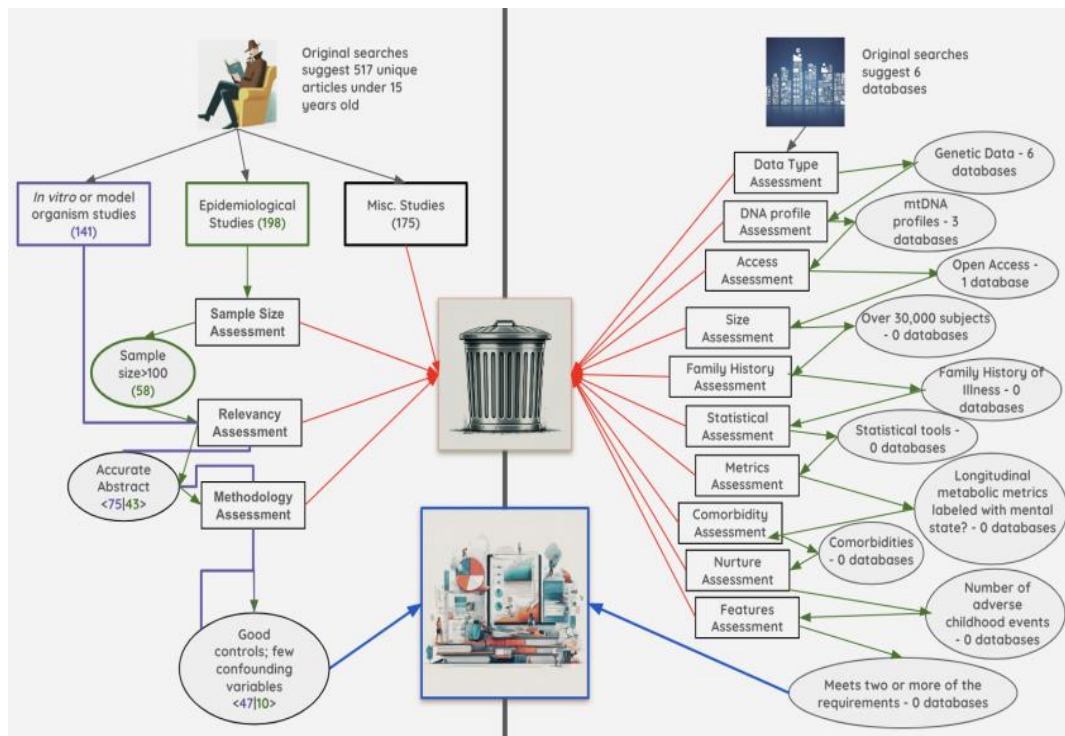 Original searches
suggest 517 unique
articles under 15
years old
In vitro or model
organism studies
(141)
Epidemiological
Studies (198)
Misc. Studies
(175)
Sample Size
Assessment
Sample
size>100
(58)
Relevancy
Assessment
Accurate
Abstract
<75|43>
Methodology
Assessment
Good
controls; few
confounding
variables
<47|10>
Original searches
suggest 6
databases
Data Type
Assessment
Genetic Data - 6
databases
DNA profile
Assessment
mtDNA
profiles - 3
databases
Access
Assessment
Open Access -
1 database
Size
Assessment
Over 30,000 subjects
- 0 databases
Family History
Assessment
Family History of
Illness - 0
databases
Statistical
Assessment
Statistical tools -
0 databases
Metrics
Assessment
Longitudinal
metabolic metrics
labeled with mental
state? - 0 databases
Comorbidity
Assessment
Comorbidities
- 0 databases
Nurture
Assessment
Number of
adverse
childhood events
- 0 databases
Features
Assessment
Meets two or more of the
requirements - 0 databases